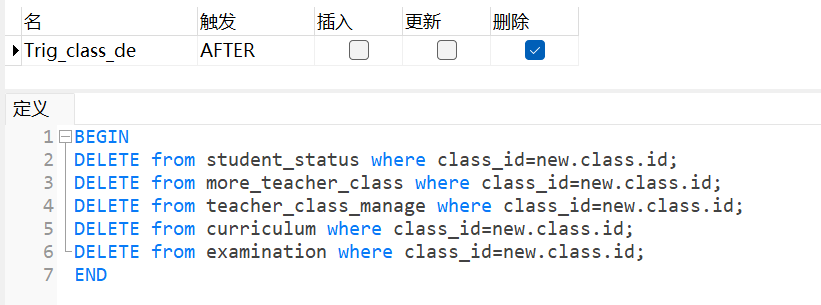 名 触发 插入 更新 删除
Trig_class_de AFTER
定义
1 BEGIN
2 DELETE from student_status where class_id=new.class.id;
3 DELETE from more_teacher_class where class_id=new.class.id;
4 DELETE from teacher_class_manage where class_id=new.class.id;
5 DELETE from curriculum where class_id=new.class.id;
6 DELETE from examination where class_id=new.class.id;
7 END